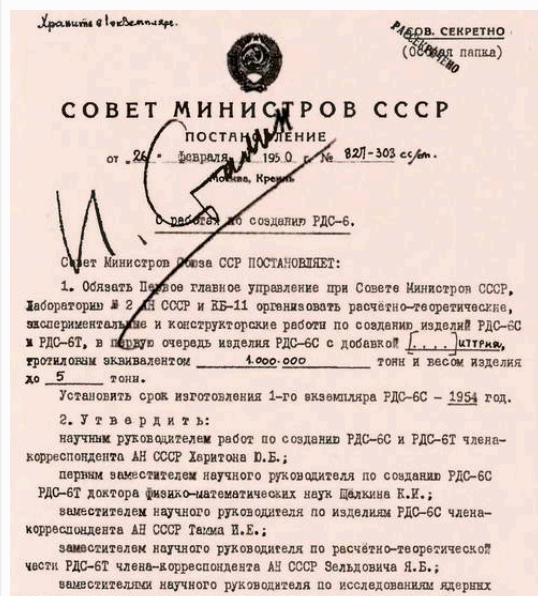 Хранить в 1 экземпляре.
СОВ. СЕКРЕТНО
(Особая папка)
РАССЕКРЕЧЕНО
СОВЕТ МИНИСТРОВ СССР
ПОСТАНОВЛЕНИЕ
от "26" февраля 1950 г. № 827-303 сс/оп.
Москва, Кремль
И. Сталин
О работах по созданию РДС-6.
Совет Министров Союза ССР ПОСТАНОВЛЯЕТ:
1. Обязать Первое главное управление при Совете Министров СССР,
Лабораторию № 2 АН СССР и КБ-11 организовать расчётно-теоретические,
экспериментальные и конструкторские работы по созданию изделий РДС-6С
и РДС-6Т, в первую очередь изделия РДС-6С с добавкой [....] иттрия,
тротиловым эквивалентом 1.000.000 тонн и весом изделия
до 5 тонн.
Установить срок изготовления 1-го экземпляра РДС-6С – 1954 год.
2. Утвердить:
научным руководителем работ по созданию РДС-6С и РДС-6Т члена-
корреспондента АН СССР Харитона Ю.Б.;
первым заместителем научного руководителя по созданию РДС-6С
РДС-6Т доктора физико-математических наук Щёлкина К.И.;
заместителем научного руководителя по изделиям РДС-6С члена-
корреспондента АН СССР Тамма И.Е.;
заместителем научного руководителя по расчётно-теоретической
части РДС-6Т члена-корреспондента АН СССР Зельдовича Я.Б.;
заместителями научного руководителя по исследованиям ядерных